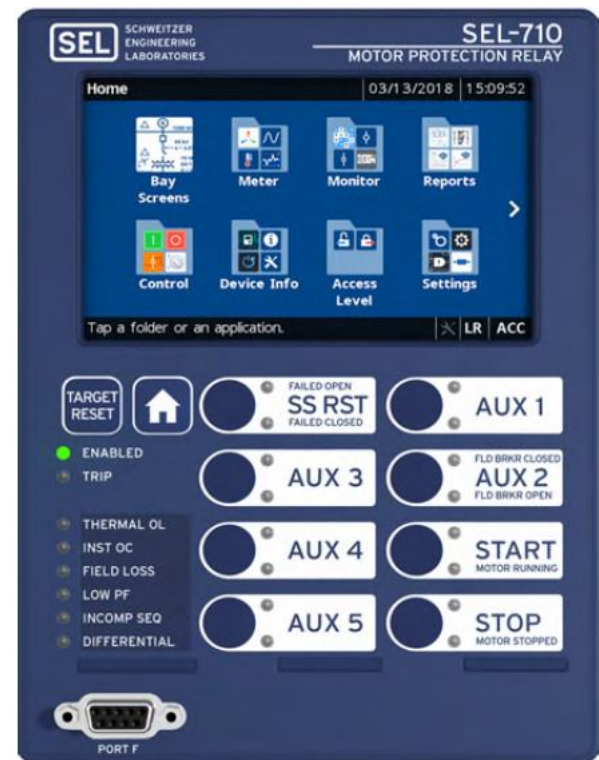 SEL SCHWEITZER
ENGINEERING
LABORATORIES
SEL-710
MOTOR PROTECTION RELAY
Home 03/13/2018 15:09:52
Bay Screens
Meter
Monitor
Reports
Control
Device Info
Access Level
Settings
Tap a folder or an application. LR ACC
TARGET
RESET
FAILED OPEN
SS RST
FAILED CLOSED
AUX 1
ENABLED
TRIP
AUX 3
FLD BRKR CLOSED
AUX 2
FLD BRKR OPEN
THERMAL OL
INST OC
FIELD LOSS
LOW PF
INCOMP SEQ
DIFFERENTIAL
AUX 4
START
MOTOR RUNNING
AUX 5
STOP
MOTOR STOPPED
PORT F